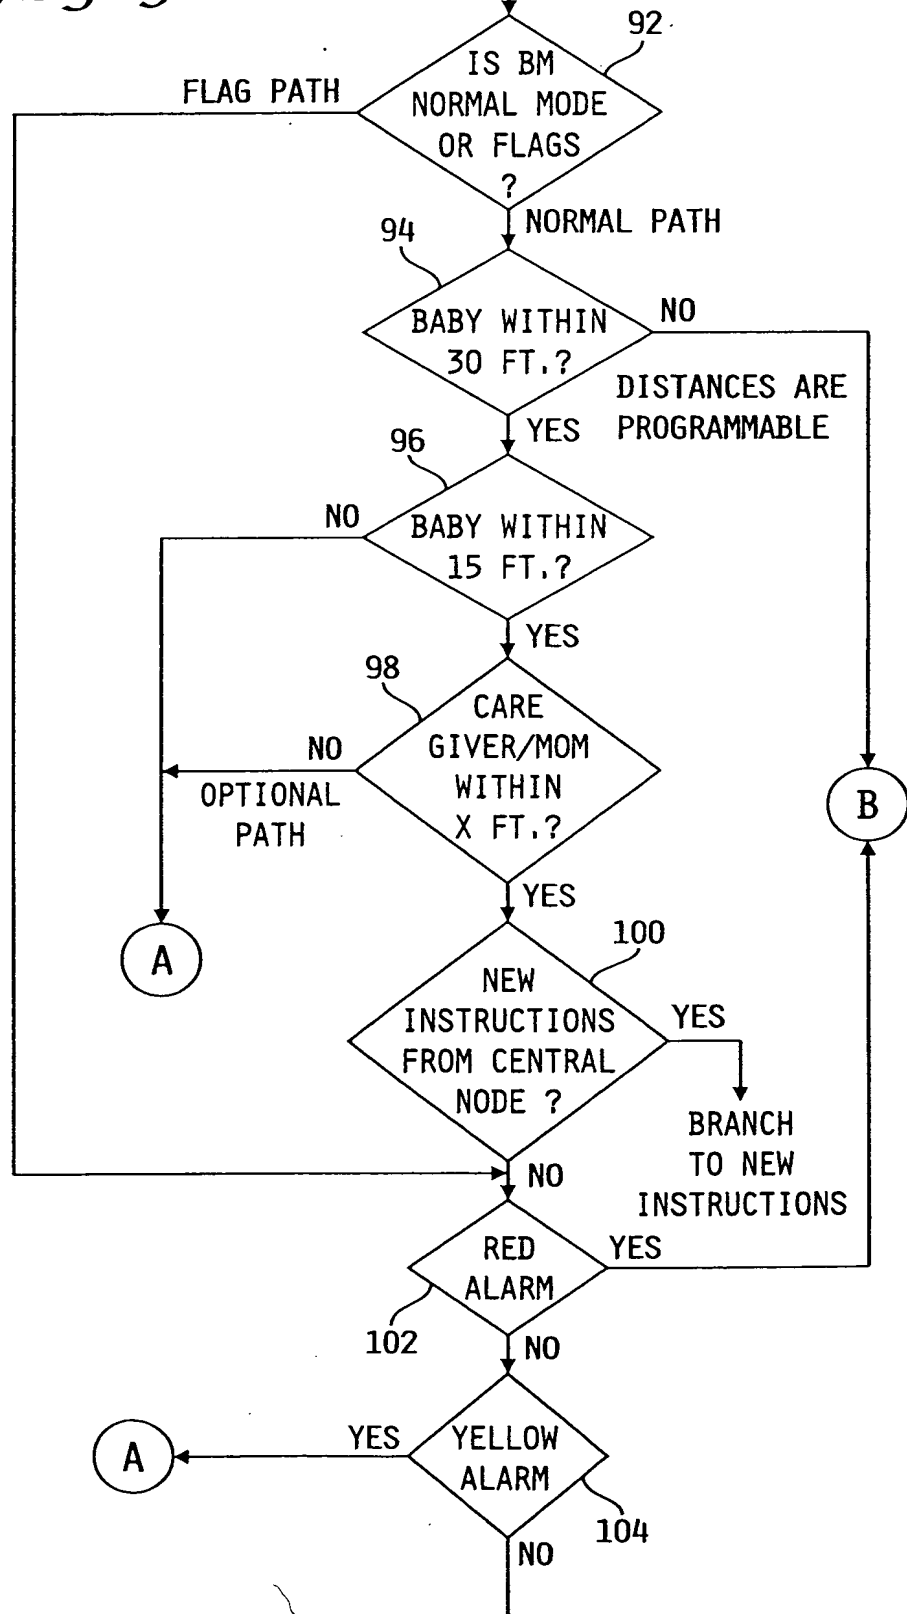 92
IS BM
NORMAL MODE
OR FLAGS
?
FLAG PATH
NORMAL PATH
94
BABY WITHIN
30 FT.?
NO
DISTANCES ARE
PROGRAMMABLE
YES
96
BABY WITHIN
15 FT.?
NO
YES
98
CARE
GIVER/MOM
WITHIN
X FT.?
NO
OPTIONAL
PATH
B
YES
A
100
NEW
INSTRUCTIONS
FROM CENTRAL
NODE ?
YES
BRANCH
TO NEW
INSTRUCTIONS
NO
RED
ALARM
YES
102
NO
YELLOW
ALARM
YES
A
104
NO